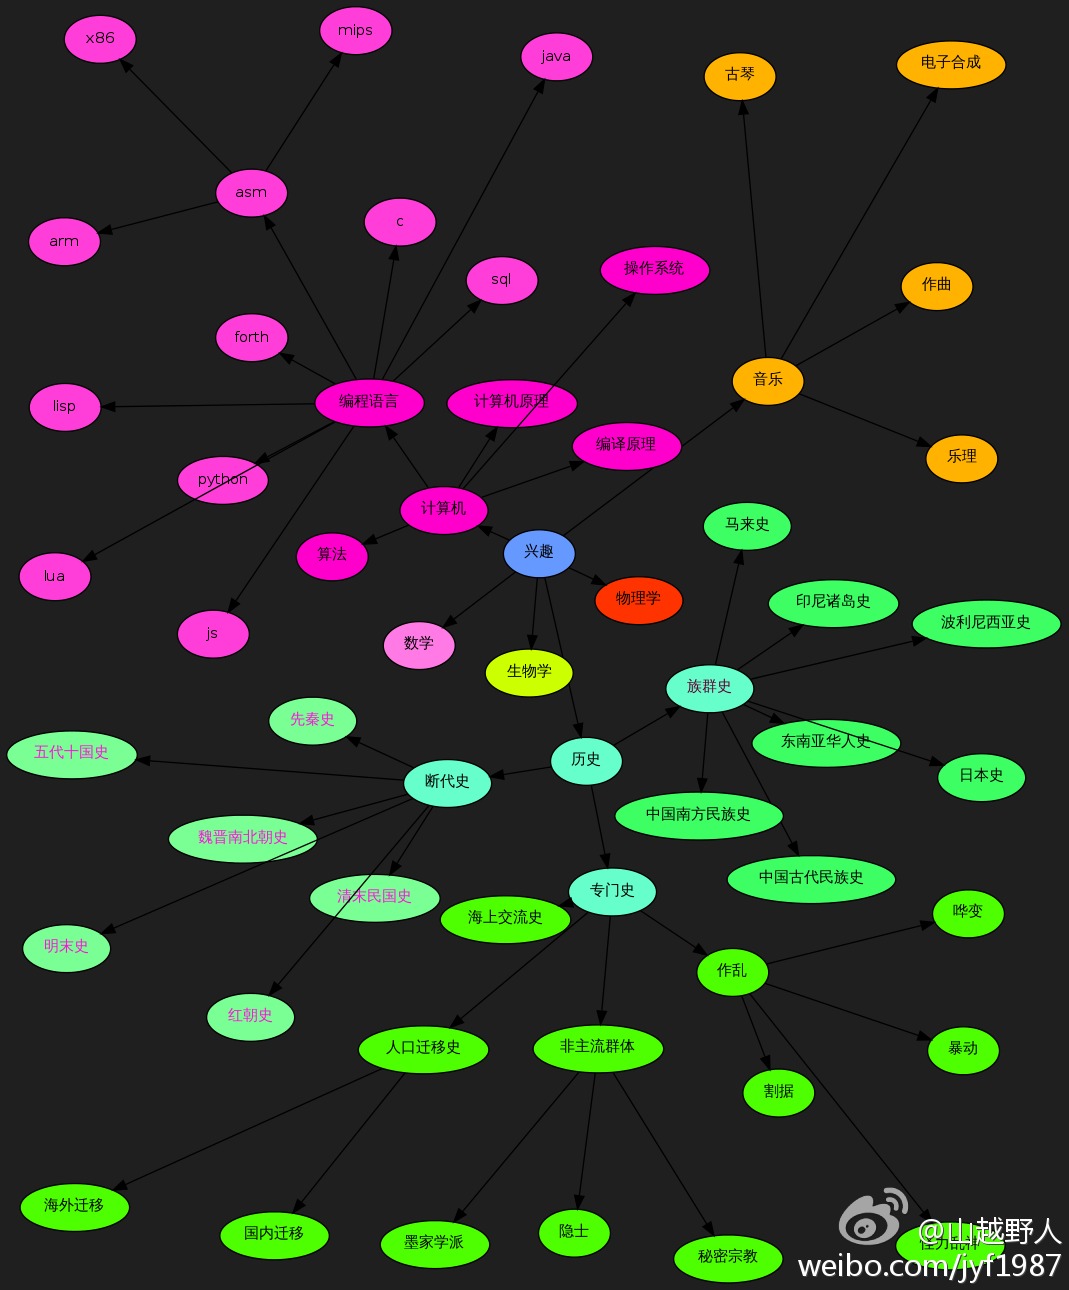 x86
mips
java
古琴
电子合成
asm
arm
c
sql
操作系统
作曲
forth
音乐
lisp
编程语言
计算机原理
编译原理
乐理
python
计算机
马来史
算法
兴趣
lua
物理学
印尼诸岛史
波利尼西亚史
js
数学
生物学
族群史
先秦史
五代十国史
断代史
历史
东南亚华人史
日本史
魏晋南北朝史
中国南方民族史
清末民国史
专门史
中国古代民族史
海上交流史
哗变
明末史
作乱
红朝史
人口迁移史
非主流群体
暴动
割据
海外迁移
国内迁移
墨家学派
隐士
秘密宗教
@山越野人
weibo.com/jyf1987